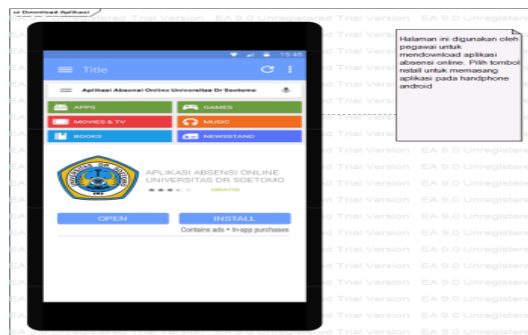 ui Download Aplikasi
EA 9.0 Unregistered Trial Version
15:45
Title
Aplikasi Absensi Online Universitas Dr Soetomo
APPS
GAMES
MOVIES & TV
MUSIC
BOOKS
NEWSSTAND
APLIKASI ABSENSI ONLINE
UNIVERSITAS DR SOETOMO
GRATIS
OPEN
INSTALL
Contains ads • In-app purchases
Halaman ini digunakan oleh
pegawai untuk
mendownload aplikasi
absensi online. Pilih tombol
nstall untuk memasang
aplikasi pada handphone
android